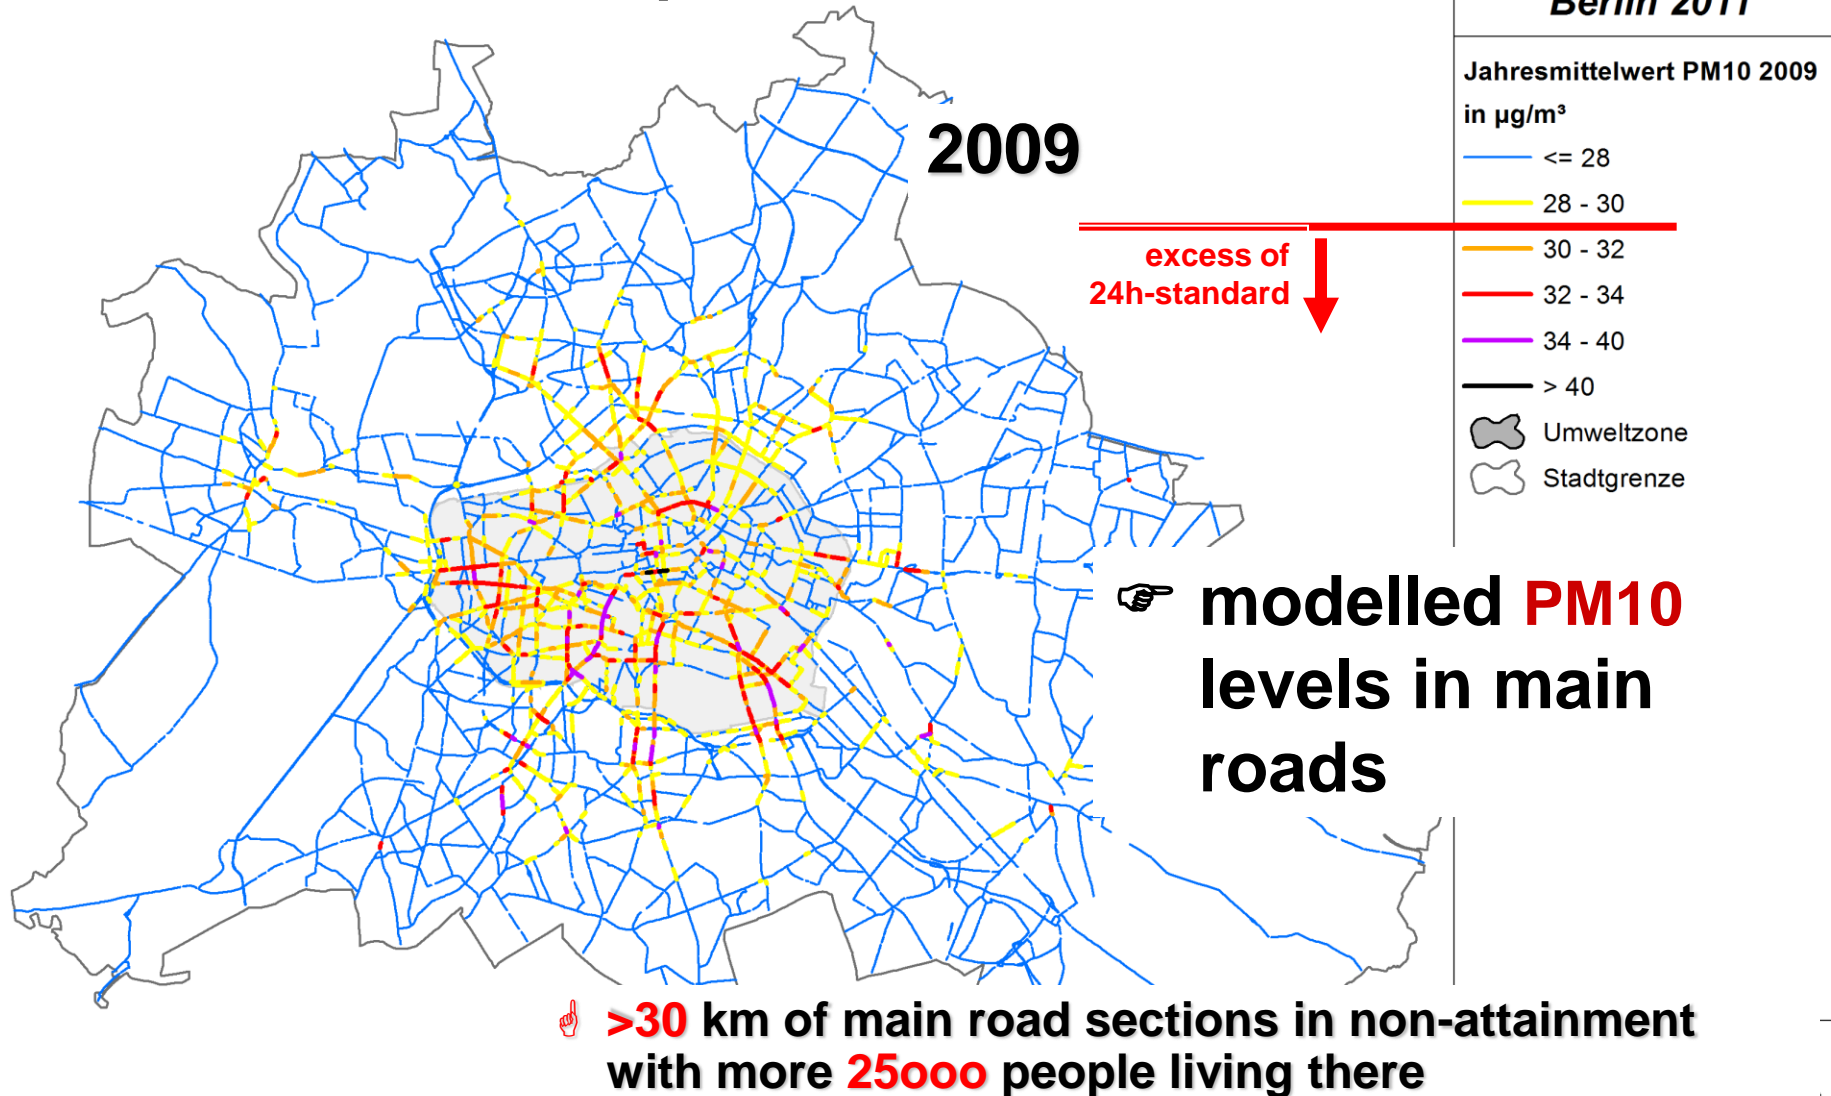 Berlin 2011
Jahresmittelwert PM10 2009
in µg/m³
<= 28
28 - 30
30 - 32
32 - 34
34 - 40
> 40
Umweltzone
Stadtgrenze
2009
excess of
24h-standard
☞ modelled PM10
levels in main
roads
☝ >30 km of main road sections in non-attainment
with more 25ooo people living there